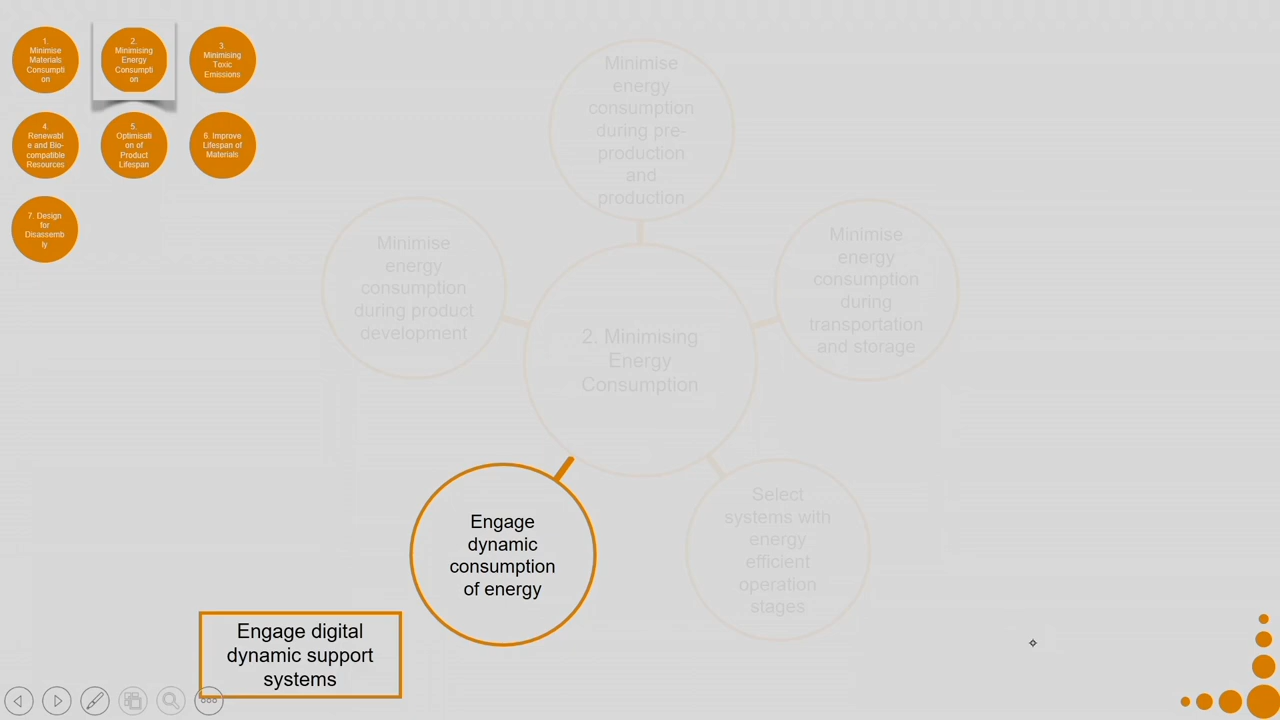 1.
Minimise
Materials
Consumpti
on
2.
Minimising
Energy
Consumpti
on
3.
Minimising
Toxic
Emissions
4.
Renewabl
e and Bio-
compatible
Resources
5.
Optimisati
on of
Product
Lifespan
6. Improve
Lifespan of
Materials
7. Design
for
Disassemb
ly
Minimise
energy
consumption
during pre-
production
and
production
Minimise
energy
consumption
during product
development
Minimise
energy
consumption
during
transportation
and storage
2. Minimising
Energy
Consumption
Engage
dynamic
consumption
of energy
Select
systems with
energy
efficient
operation
stages
Engage digital
dynamic support
systems